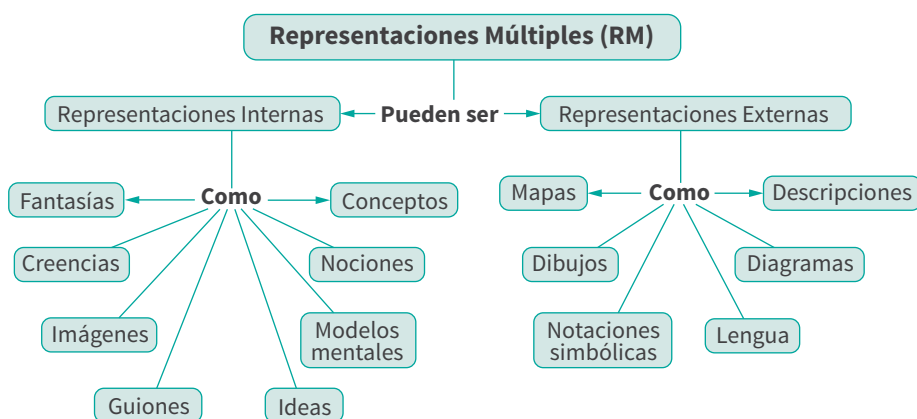 Representaciones Múltiples (RM)
Representaciones Internas
Pueden ser
Representaciones Externas
Fantasías
Como
Conceptos
Mapas
Como
Descripciones
Creencias
Nociones
Dibujos
Diagramas
Imágenes
Modelos
mentales
Notaciones
simbólicas
Lengua
Guiones
Ideas